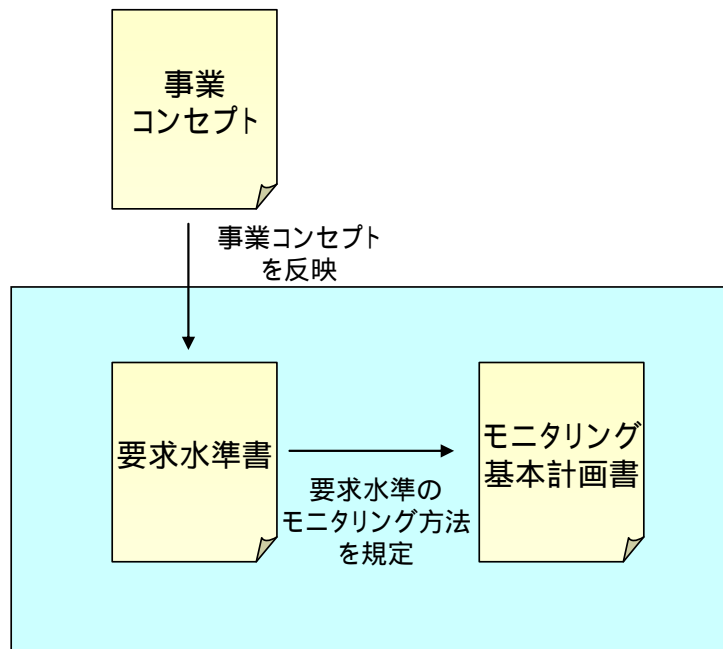 事業
コンセプト
事業コンセプト
を反映
要求水準書
要求水準の
モニタリング方法
を規定
モニタリング
基本計画書